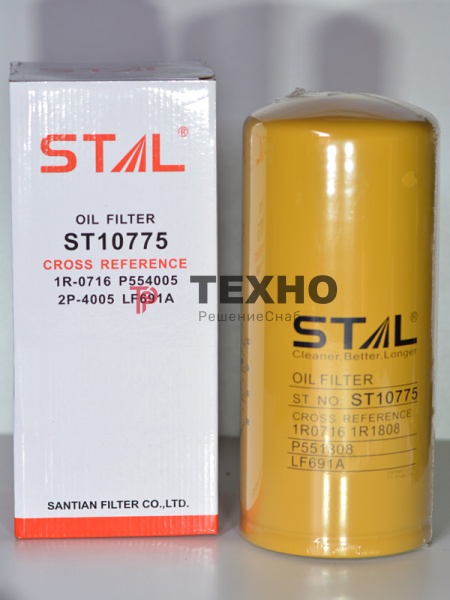 STAL®
OIL FILTER
ST10775
CROSS REFERENCE
1R-0716 P554005
2P-4005 LF691A
SANTIAN FILTER CO.,LTD.
ТЕХНО
РешениеСнаб
STAL
Cleaner.Better.Longer
OIL FILTER
ST NO: ST10775
CROSS REFERENCE
1R0716 1R1808
P551808
LF691A